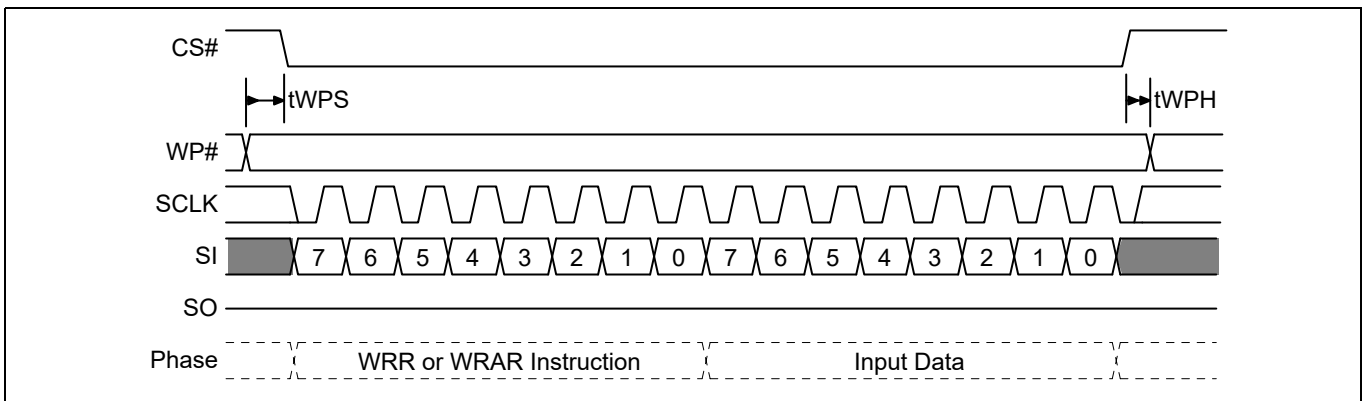 CS#
tWPS tWPH
WP#
SCLK
SI 7 6 5 4 3 2 1 0 7 6 5 4 3 2 1 0
SO
Phase WRR or WRAR Instruction Input Data